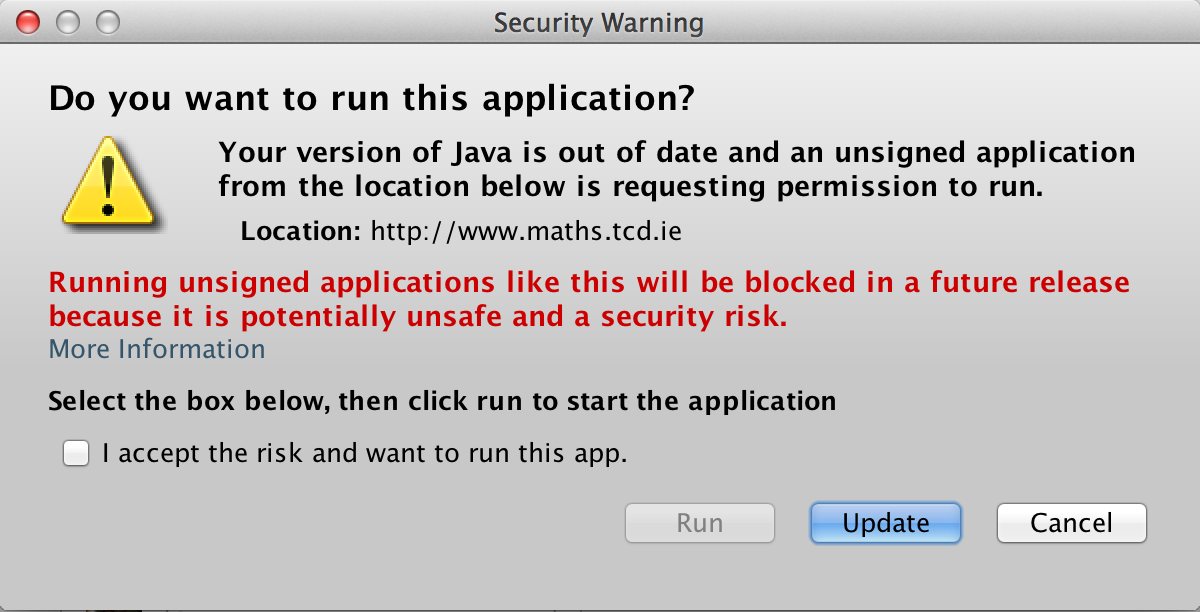 Security Warning
Do you want to run this application?
Your version of Java is out of date and an unsigned application
from the location below is requesting permission to run.
Location: http://www.maths.tcd.ie
Running unsigned applications like this will be blocked in a future release
because it is potentially unsafe and a security risk.
More Information
Select the box below, then click run to start the application
I accept the risk and want to run this app.
Run Update Cancel